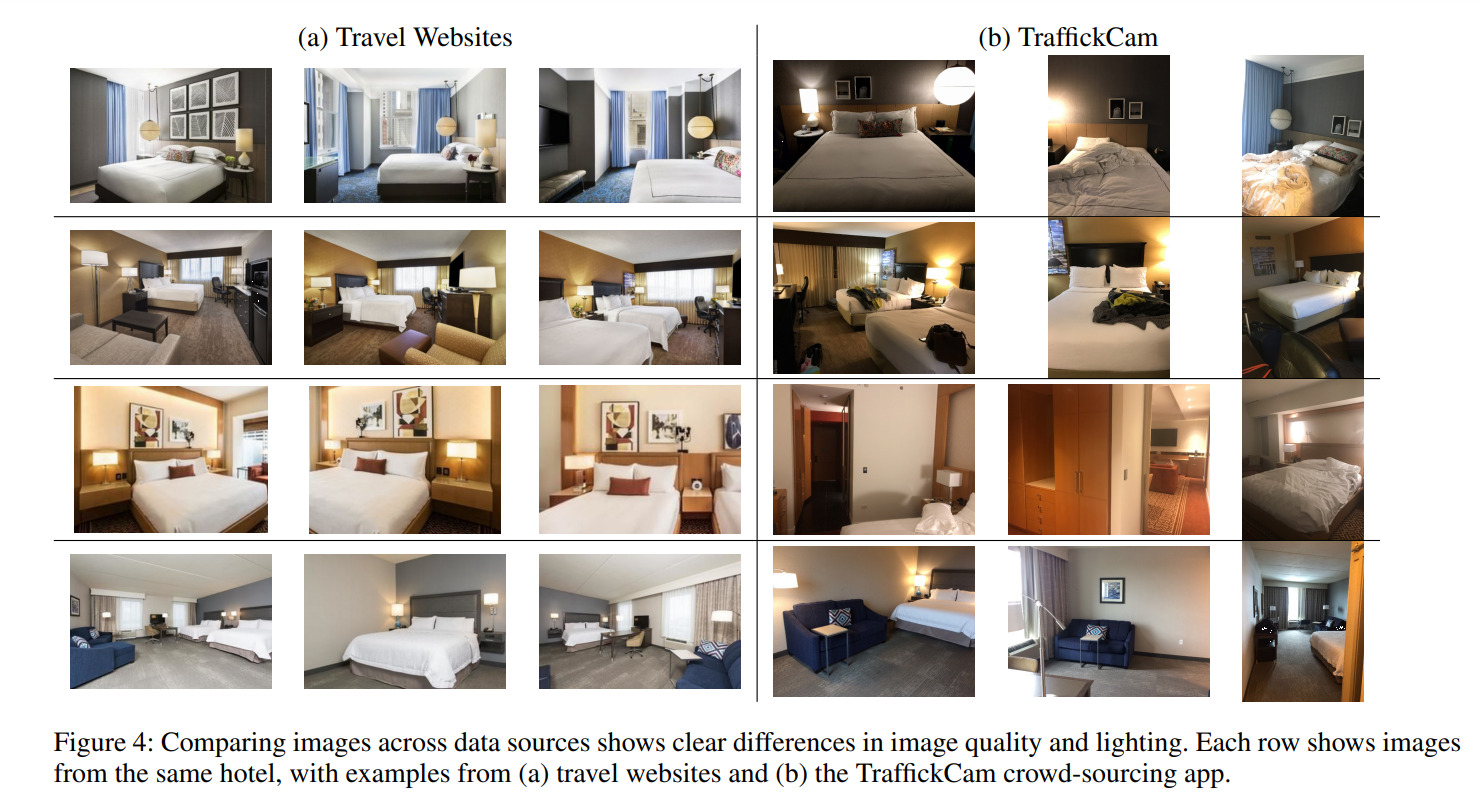 (a) Travel Websites
(b) TraffickCam
Figure 4: Comparing images across data sources shows clear differences in image quality and lighting. Each row shows images
from the same hotel, with examples from (a) travel websites and (b) the TraffickCam crowd-sourcing app.